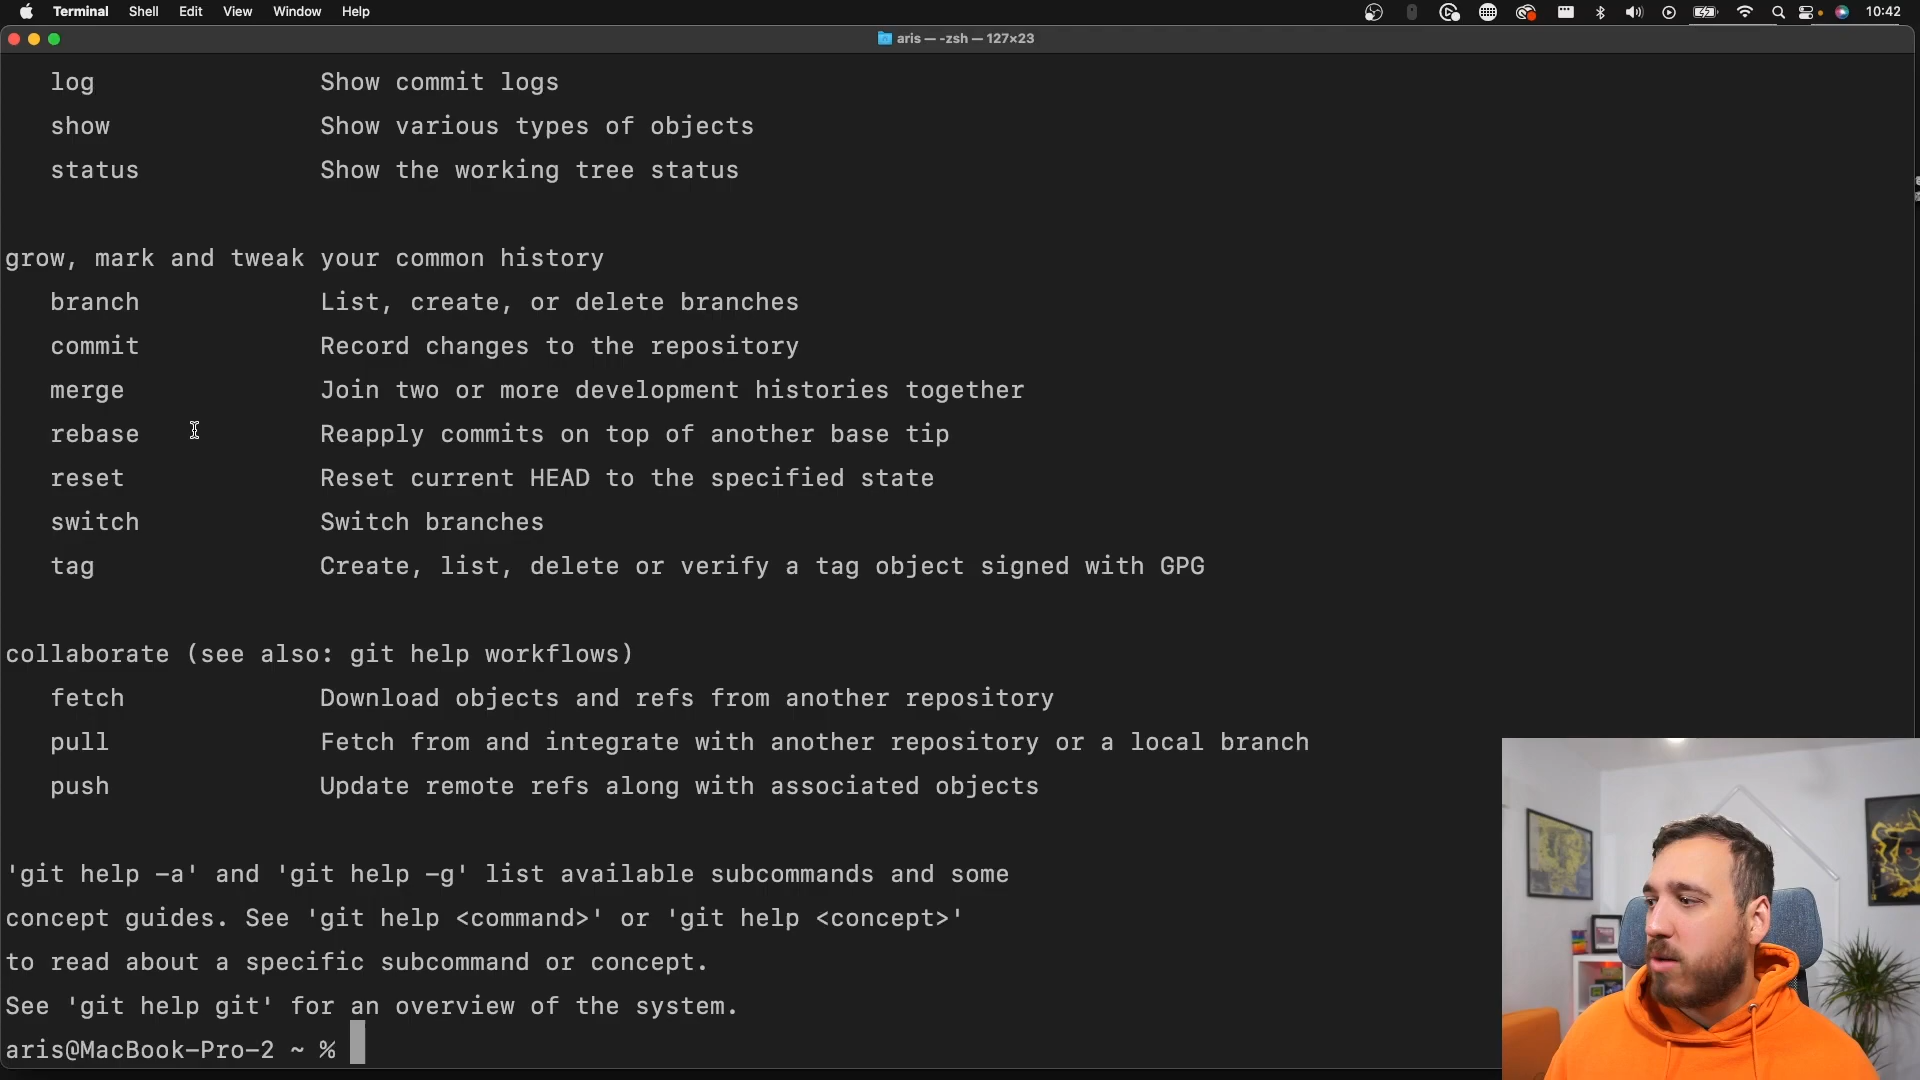 Terminal Shell Edit View Window Help 10:42
aris — -zsh — 127×23
log Show commit logs
show Show various types of objects
status Show the working tree status
grow, mark and tweak your common history
branch List, create, or delete branches
commit Record changes to the repository
merge Join two or more development histories together
rebase Reapply commits on top of another base tip
reset Reset current HEAD to the specified state
switch Switch branches
tag Create, list, delete or verify a tag object signed with GPG
collaborate (see also: git help workflows)
fetch Download objects and refs from another repository
pull Fetch from and integrate with another repository or a local branch
push Update remote refs along with associated objects
'git help -a' and 'git help -g' list available subcommands and some
concept guides. See 'git help <command>' or 'git help <concept>'
to read about a specific subcommand or concept.
See 'git help git' for an overview of the system.
aris@MacBook-Pro-2 ~ %